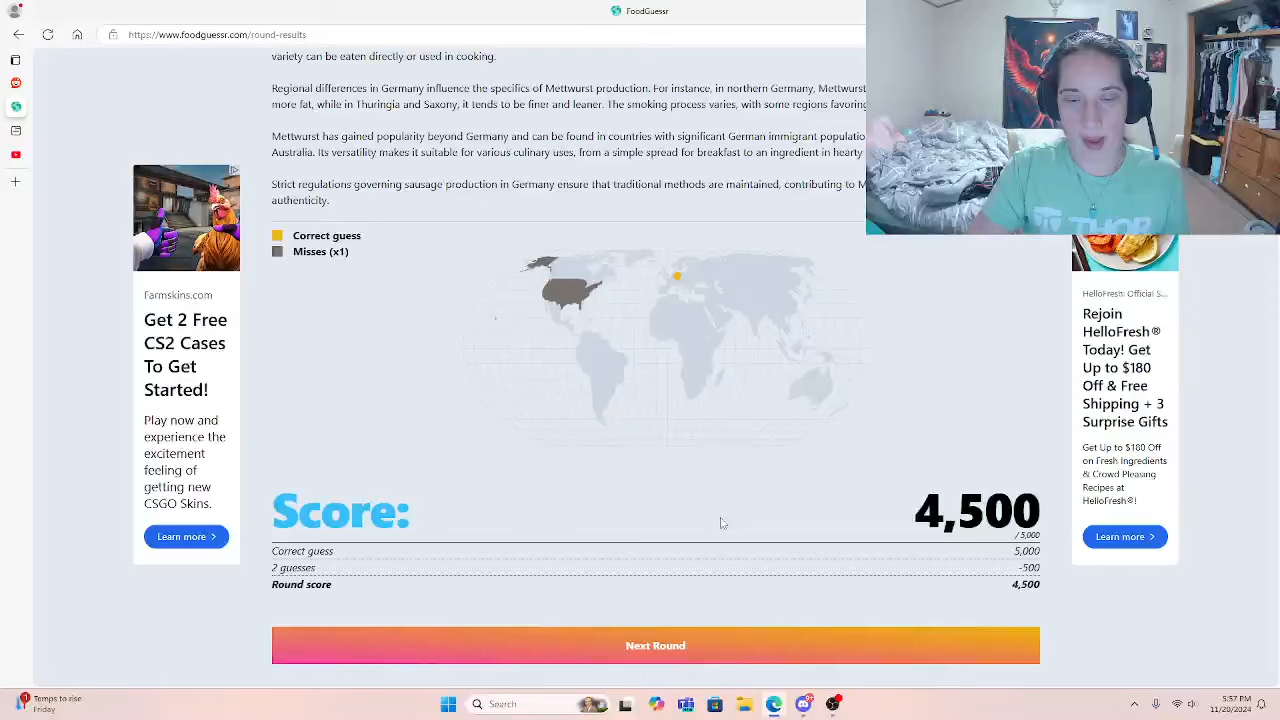 FoodGuessr
https://www.foodguessr.com/round-results
variety can be eaten directly or used in cooking.
Regional differences in Germany influence the specifics of Mettwurst production. For instance, in northern Germany, Mettwurst
more fat, while in Thuringia and Saxony, it tends to be finer and leaner. The smoking process varies, with some regions favoring
Mettwurst has gained popularity beyond Germany and can be found in countries with significant German immigrant
Australia. Its versatility makes it suitable for various culinary uses, from a simple spread for breakfast to an ingredient in hearty
Strict regulations governing sausage production in Germany ensure that traditional methods are maintained, contributing to
authenticity.
Correct guess
Misses (x1)
Farmskins.com
Get 2 Free
CS2 Cases
To Get
Started!
Play now and
experience the
excitement
feeling of
getting new
CSGO Skins.
Learn more >
THOR
HelloFresh: Official S...
Rejoin
HelloFresh®
Today! Get
Up to $180
Off & Free
Shipping + 3
Surprise Gifts
Get Up to $180 Off
on Fresh Ingredients
& Crowd Pleasing
Recipes at
HelloFresh®!
Learn more >
Score:
4,500
/ 5,000
Correct guess 5,000
2 guesses -500
Round score 4,500
Next Round
1
Temps to rise
Friday
Search
5:57 PM
11/20/2024